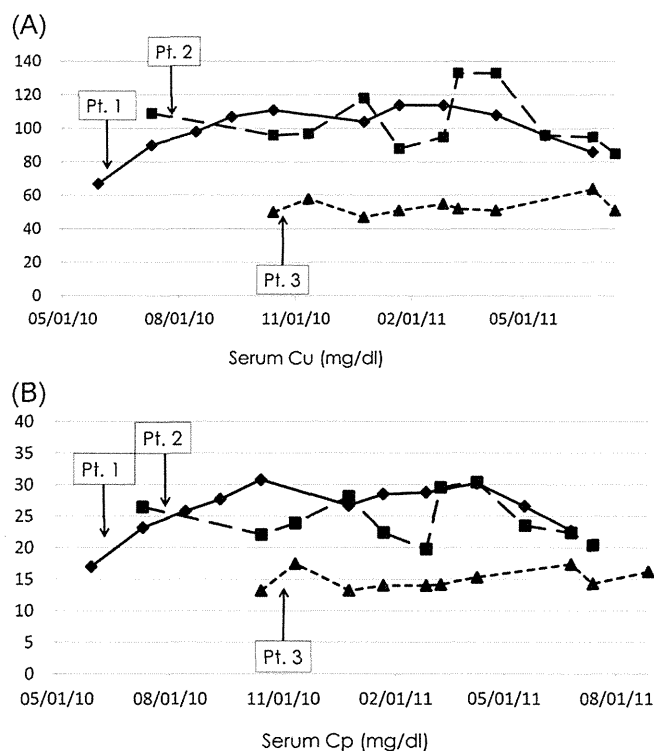 (A)
140
120
100
80
60
40
20
0
Pt. 1
Pt. 2
Pt. 3
05/01/10 08/01/10 11/01/10 02/01/11 05/01/11
Serum Cu (mg/dl)
(B)
40
35
30
25
20
15
10
5
0
Pt. 1
Pt. 2
Pt. 3
05/01/10 08/01/10 11/01/10 02/01/11 05/01/11 08/01/11
Serum Cp (mg/dl)